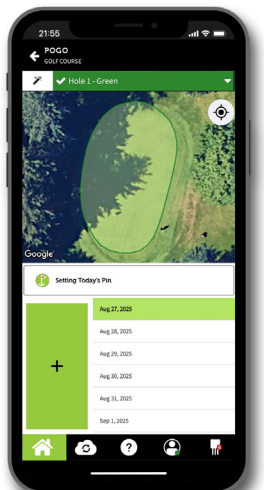 21:55
POGO
GOLF COURSE
Hole 1 - Green
Google
Setting Today's Pin
Aug 27, 2025
Aug 28, 2025
+
Aug 29, 2025
Aug 30, 2025
Aug 31, 2025
Sep 1, 2025
?